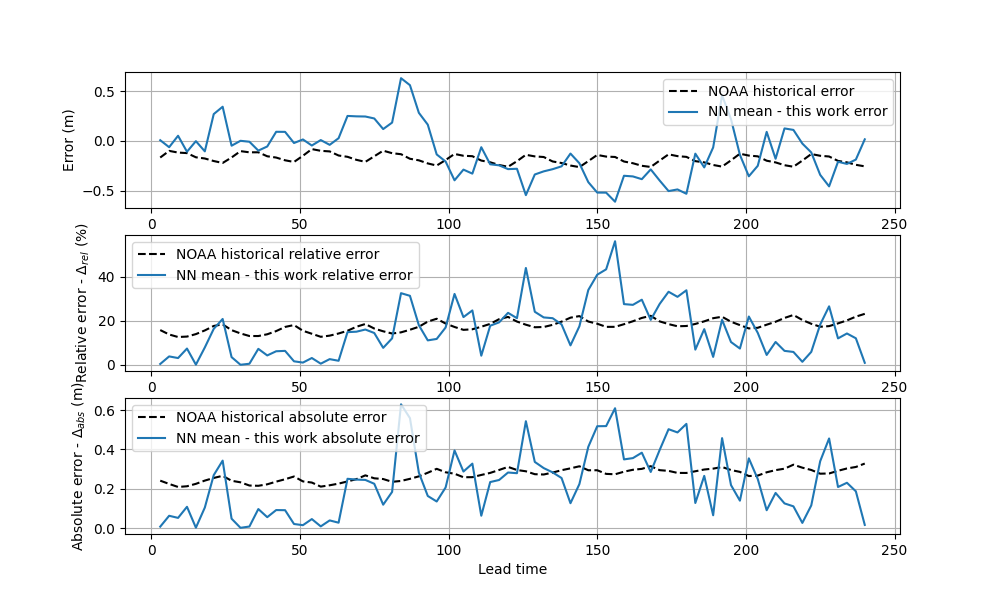 Error (m)
0.5
0.0
−0.5
NOAA historical error
NN mean - this work error
0 50 100 150 200 250
Relative error - Δrel (%)
40
20
0
NOAA historical relative error
NN mean - this work relative error
0 50 100 150 200 250
Absolute error - Δabs (m)
0.6
0.4
0.2
0.0
NOAA historical absolute error
NN mean - this work absolute error
0 50 100 150 200 250
Lead time